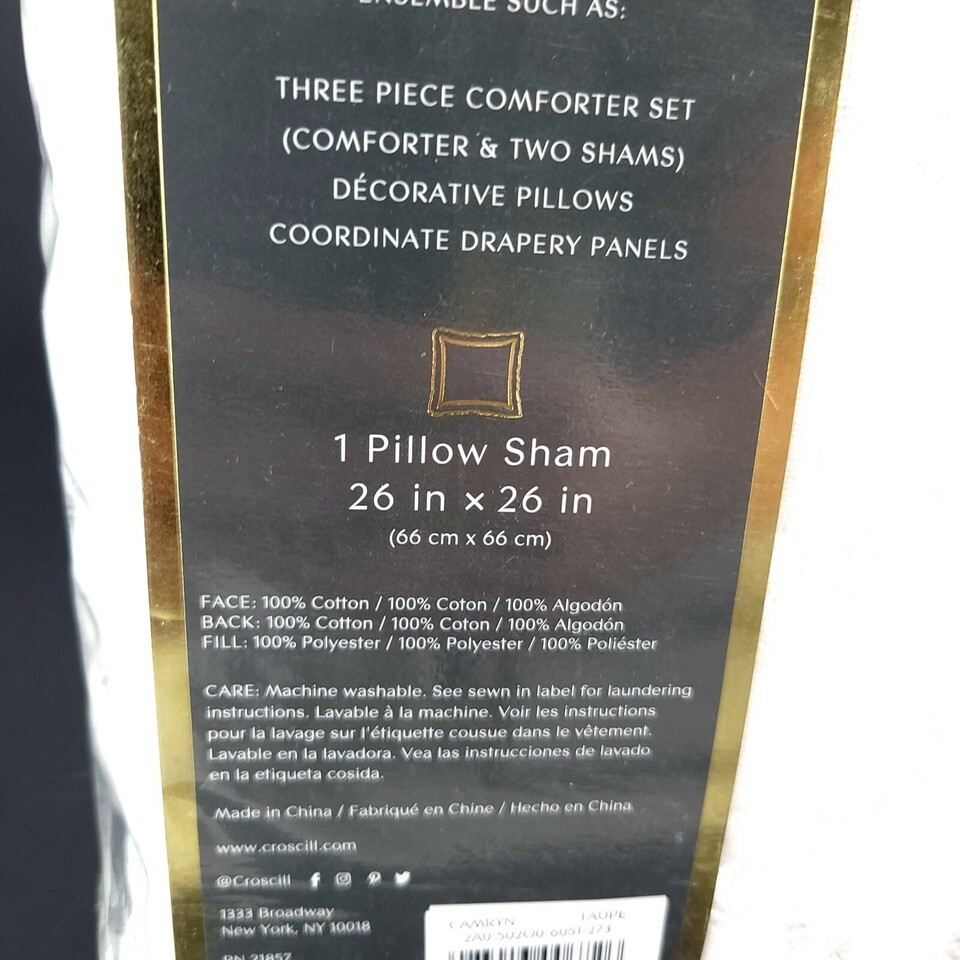 ENSEMBLE SUCH AS:
THREE PIECE COMFORTER SET
(COMFORTER & TWO SHAMS)
DÉCORATIVE PILLOWS
COORDINATE DRAPERY PANELS
1 Pillow Sham
26 in x 26 in
(66 cm x 66 cm)
FACE: 100% Cotton / 100% Coton / 100% Algodón
BACK: 100% Cotton / 100% Coton / 100% Algodón
FILL: 100% Polyester / 100% Polyester / 100% Poliéster
CARE: Machine washable. See sewn in label for laundering
instructions. Lavable à la machine. Voir les instructions
pour la lavage sur l'étiquette cousue dans le vêtement.
Lavable en la lavadora. Vea las instrucciones de lavado
en la etiqueta cosida.
Made in China / Fabriqué en Chine / Hecho en China
www.croscill.com
@Croscill
1333 Broadway
New York, NY 10018
RN 21857
CAMRYN TAUPE